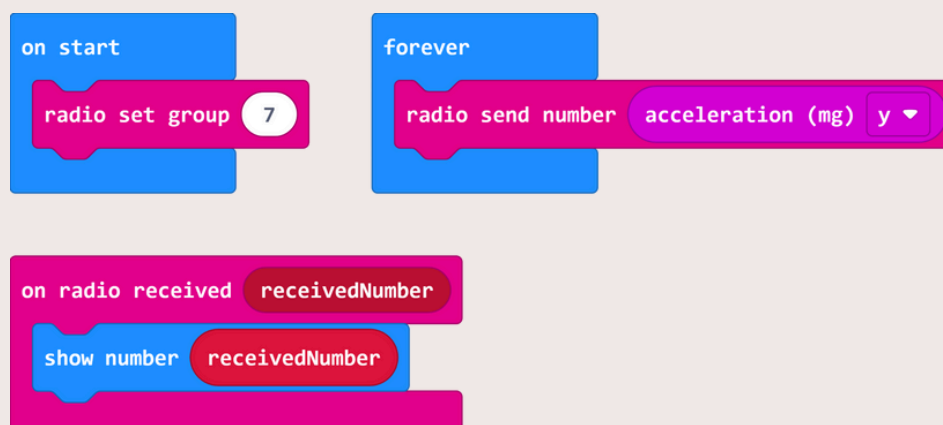 on start
radio set group 7
forever
radio send number acceleration (mg) y
on radio received receivedNumber
show number receivedNumber